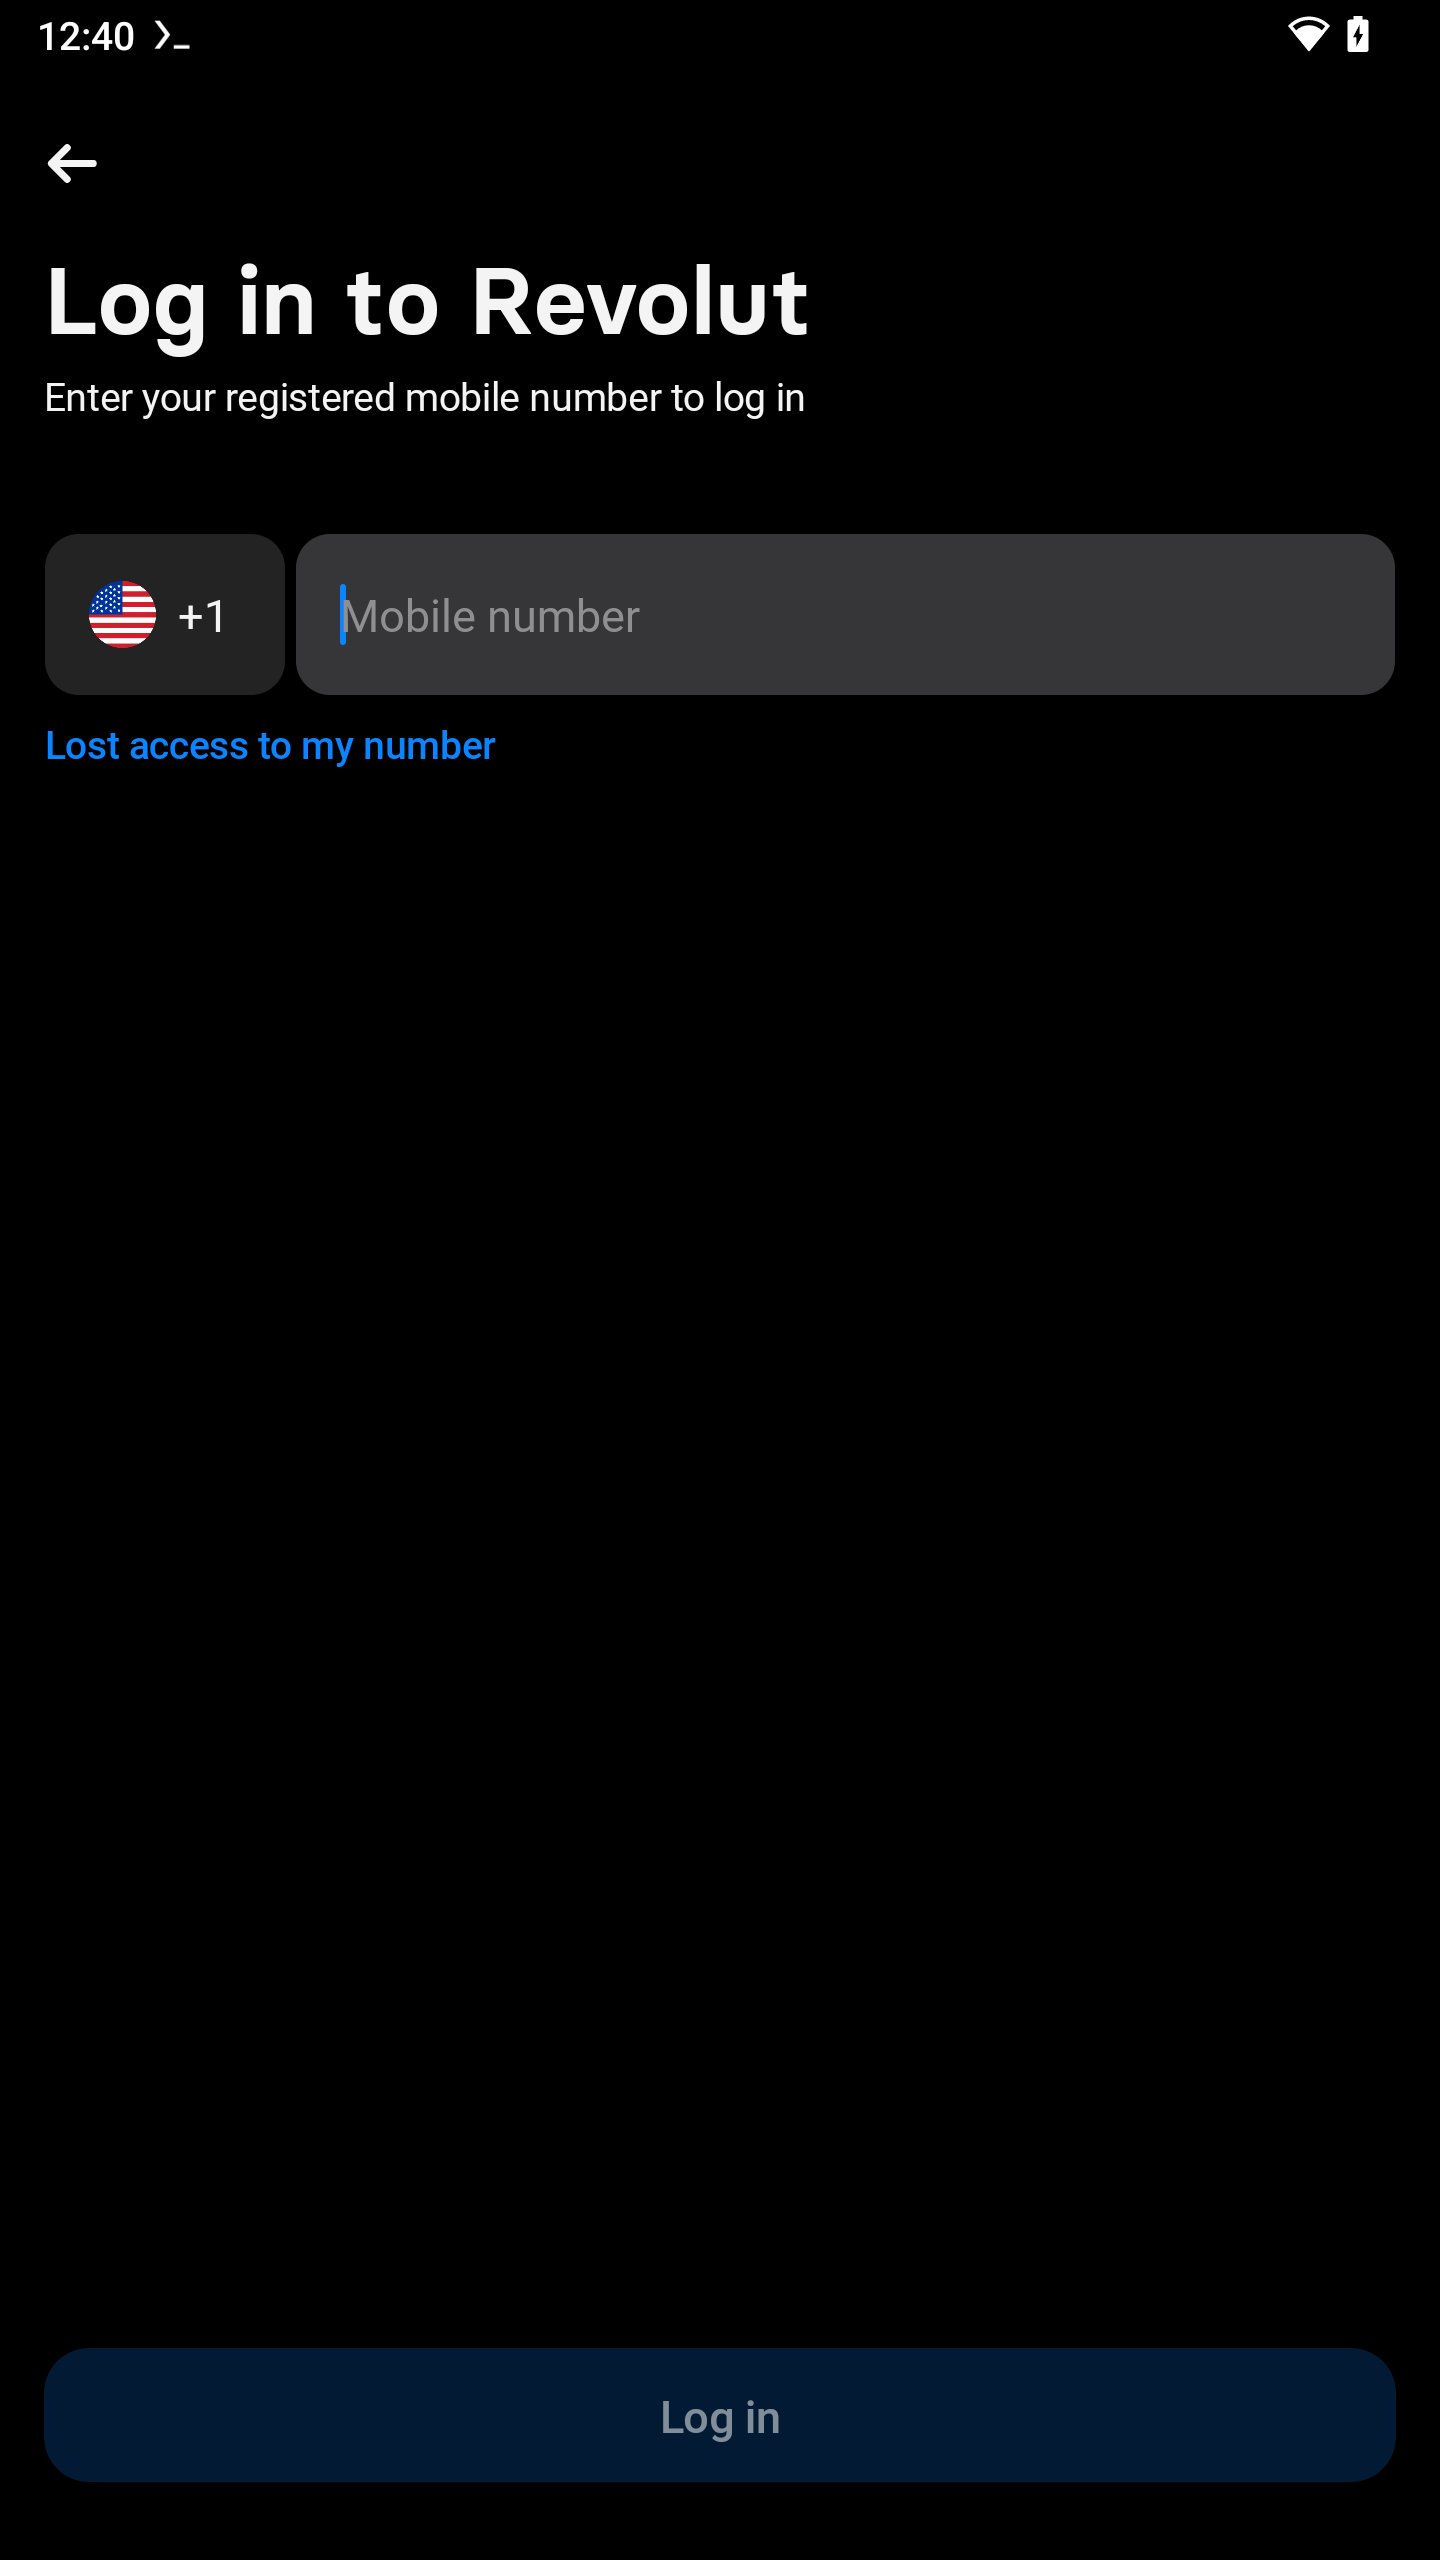 12:40
Log in to Revolut
Enter your registered mobile number to log in
+1 Mobile number
Lost access to my number
Log in